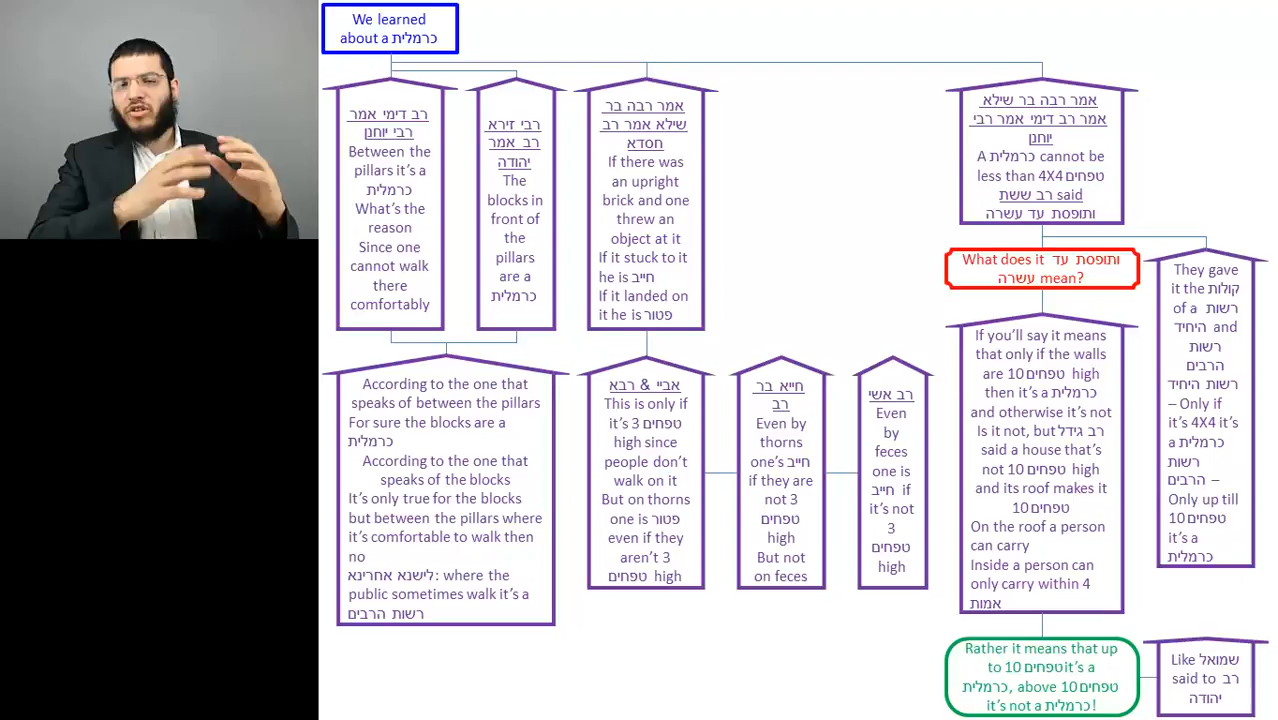 We learned
about a כרמלית
רב דימי אמר
רבי יוחנן
Between the
pillars it's a
כרמלית
What's the
reason
Since one
cannot walk
there
comfortably
רבי זירא
רב אמר
יהודה
The
blocks in
front of
the
pillars
are a
כרמלית
אמר רבה בר
שילא אמר רב
חסדא
If there was
an upright
brick and one
threw an
object at it
If it stuck to it
he is חייב
If it landed on
it he is פטור
אמר רבה בר שילא
אמר רב דימי אמר רבי
יוחנן
A כרמלית cannot be
less than 4X4 טפחים
רב ששת said
ותופסת עד עשרה
What does it ותופסת עד
עשרה mean?
They gave
it the קולות
of a רשות
היחיד and
רשות
הרבים
רשות היחיד
– Only if
it's 4X4 it's
a כרמלית
רשות
הרבים –
Only up till
10 טפחים
it's a
כרמלית
If you'll say it means
that only if the walls
are 10 טפחים high
then it's a כרמלית
and otherwise it's not
Is it not, but רב גידל
said a house that's
not 10 טפחים high
and its roof makes it
10 טפחים
On the roof a person
can carry
Inside a person can
only carry within 4
אמות
According to the one that
speaks of between the pillars
For sure the blocks are a
כרמלית
According to the one that
speaks of the blocks
It's only true for the blocks
but between the pillars where
it's comfortable to walk then
no
לישנא אחרינא: where the
public sometimes walk it's a
רשות הרבים
אביי & רבא
This is only if
it's 3 טפחים
high since
people don't
walk on it
But on thorns
one is פטור
even if they
aren't 3
טפחים high
חייא בר
רב
Even by
thorns
one's חייב
if they are
not 3
טפחים
high
But not
on feces
רב אשי
Even
by
feces
one is
חייב if
it's not
3
טפחים
high
Rather it means that up
to 10 טפחים it's a
כרמלית, above 10 טפחים
it's not a כרמלית!
Like שמואל
said to רב
יהודה